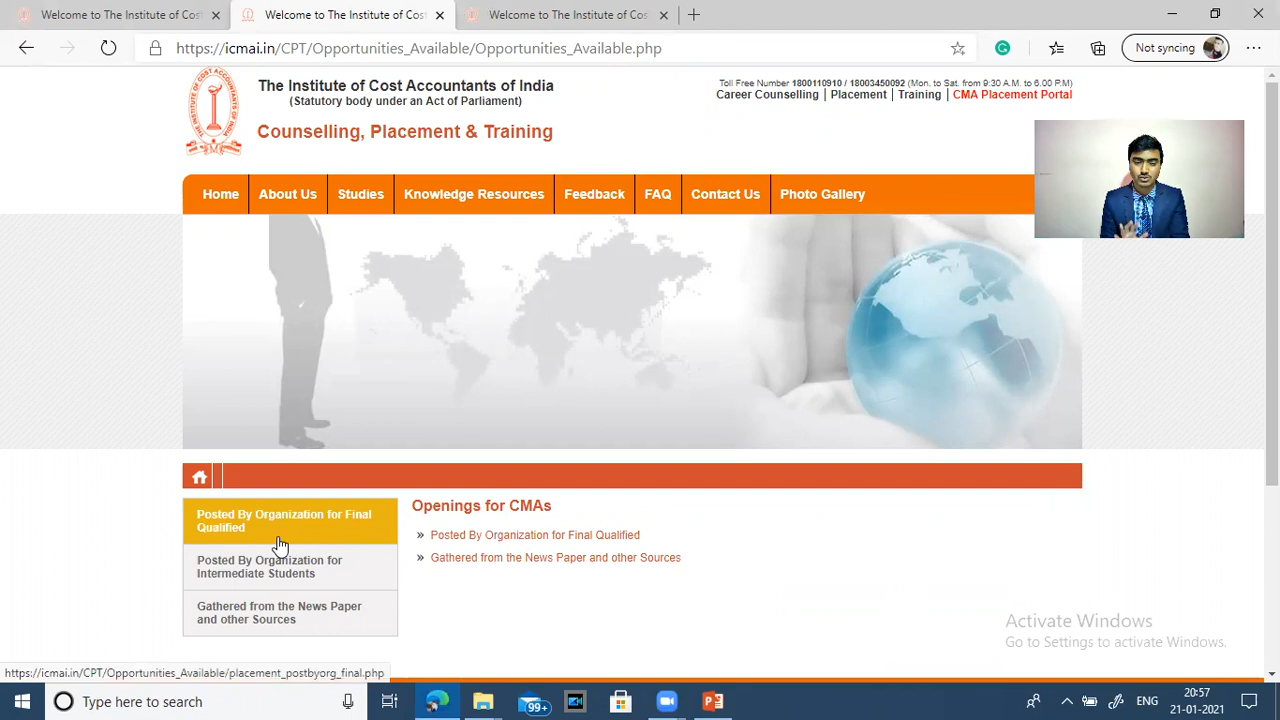 Welcome to The Institute of Cost
Welcome to The Institute of Cost
Welcome to The Institute of Cost
https://icmai.in/CPT/Opportunities_Available/Opportunities_Available.php
Not syncing
The Institute of Cost Accountants of India
(Statutory body under an Act of Parliament)
Counselling, Placement & Training
Toll Free Number 1800110910 / 18003450092 (Mon. to Sat. from 9:30 A.M. to 6.00 P.M)
Career Counselling | Placement | Training | CMA Placement Portal
Home
About Us
Studies
Knowledge Resources
Feedback
FAQ
Contact Us
Photo Gallery
Posted By Organization for Final
Qualified
Posted By Organization for
Intermediate Students
Gathered from the News Paper
and other Sources
Openings for CMAs
» Posted By Organization for Final Qualified
» Gathered from the News Paper and other Sources
Activate Windows
Go to Settings to activate Windows.
https://icmai.in/CPT/Opportunities_Available/placement_postbyorg_final.php
Type here to search
99+
ENG
20:57
21-01-2021